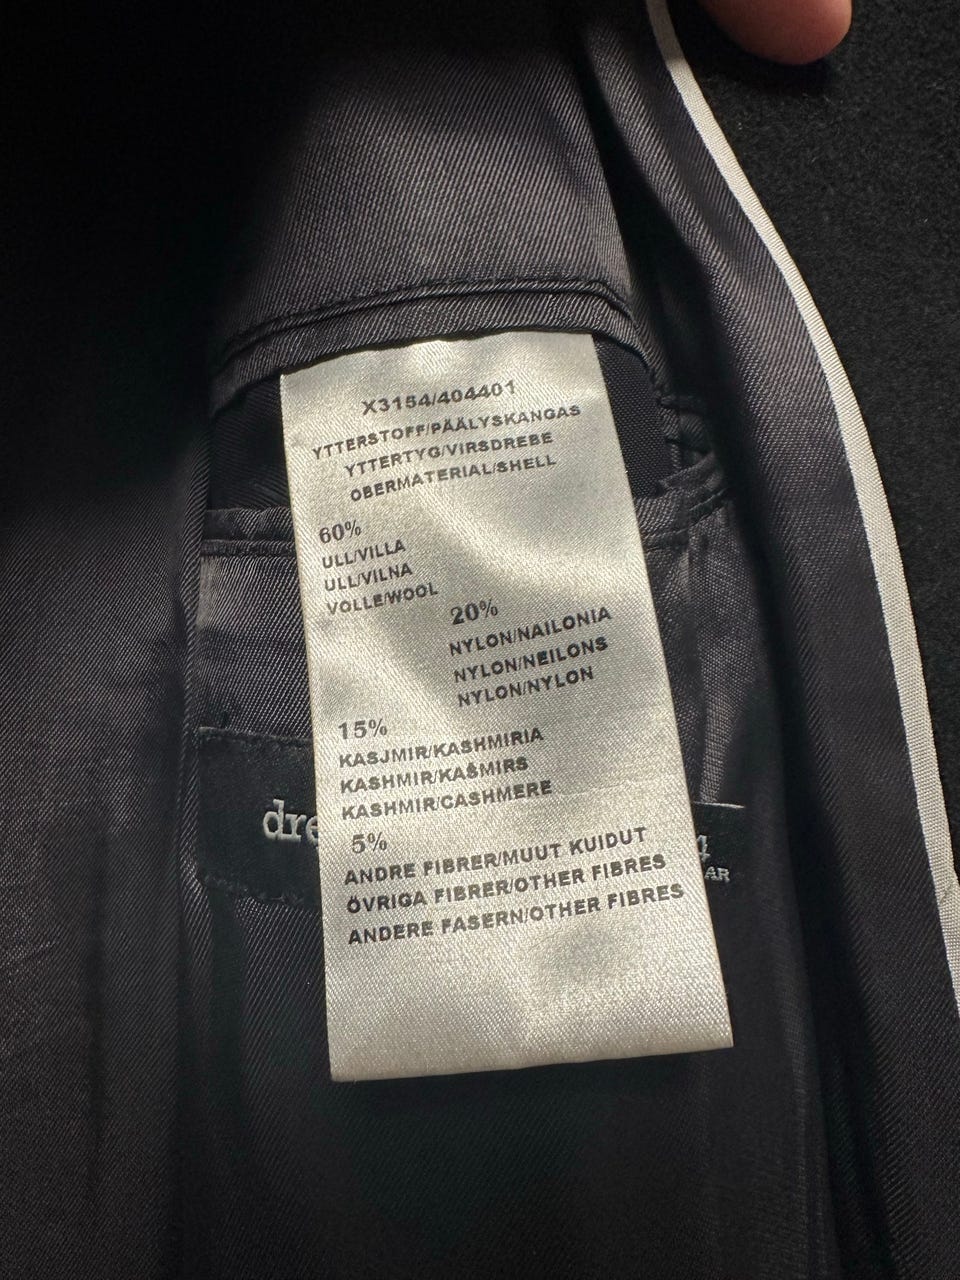 X3154/404401
YTTERSTOFF/PÄÄLYSKANGAS
YTTERTYG/VIRSDREBE
OBERMATERIAL/SHELL
60%
ULL/VILLA
ULL/VILNA
VOLLE/WOOL
20%
NYLON/NAILONIA
NYLON/NEILONS
NYLON/NYLON
15%
KASJMIR/KASHMIRIA
KASHMIR/KAŠMIRS
KASHMIR/CASHMERE
5%
ANDRE FIBRER/MUUT KUIDUT
ÖVRIGA FIBRER/OTHER FIBRES
ANDERE FASERN/OTHER FIBRES